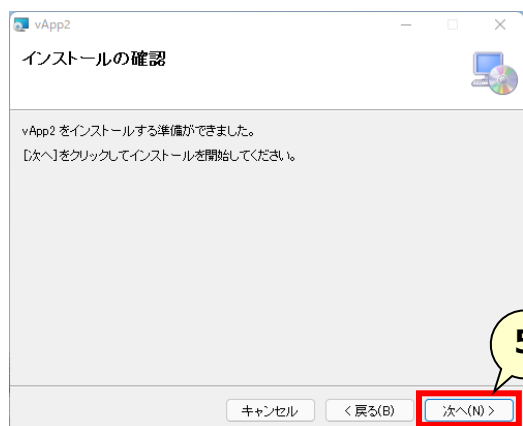 vApp2
インストールの確認
vApp2 をインストールする準備ができました。
[次へ]をクリックしてインストールを開始してください。
5
キャンセル
< 戻る(B)
次へ(N) >